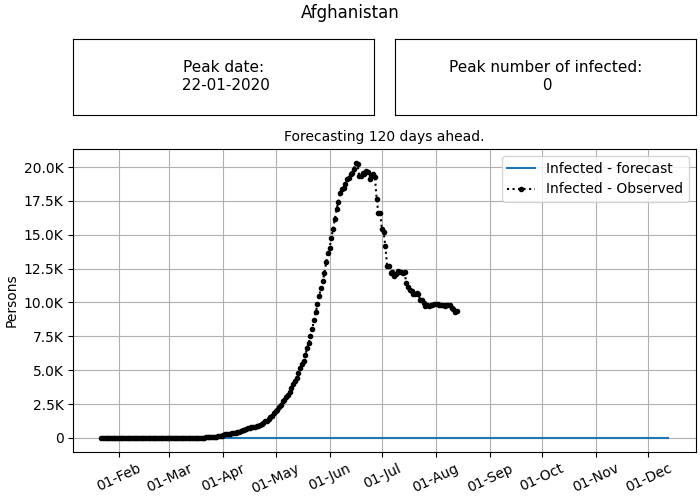 Afghanistan
Peak date:
22-01-2020
Peak number of infected:
0
Forecasting 120 days ahead.
Infected - forecast
Infected - Observed
Persons
20.0K
17.5K
15.0K
12.5K
10.0K
7.5K
5.0K
2.5K
0
01-Feb
01-Mar
01-Apr
01-May
01-Jun
01-Jul
01-Aug
01-Sep
01-Oct
01-Nov
01-Dec